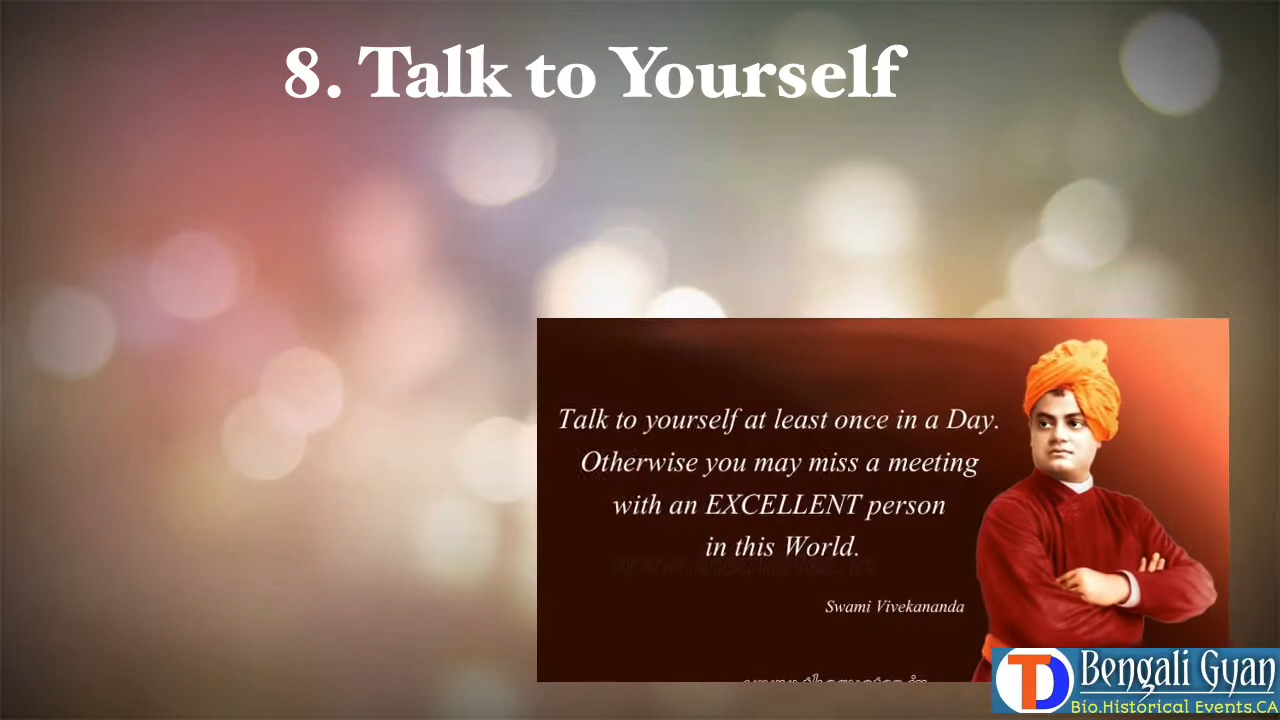 8. Talk to Yourself
Talk to yourself at least once in a Day.
Otherwise you may miss a meeting
with an EXCELLENT person
in this World.
Swami Vivekananda
TD
Bengali Gyan
Bio.Historical Events.CA